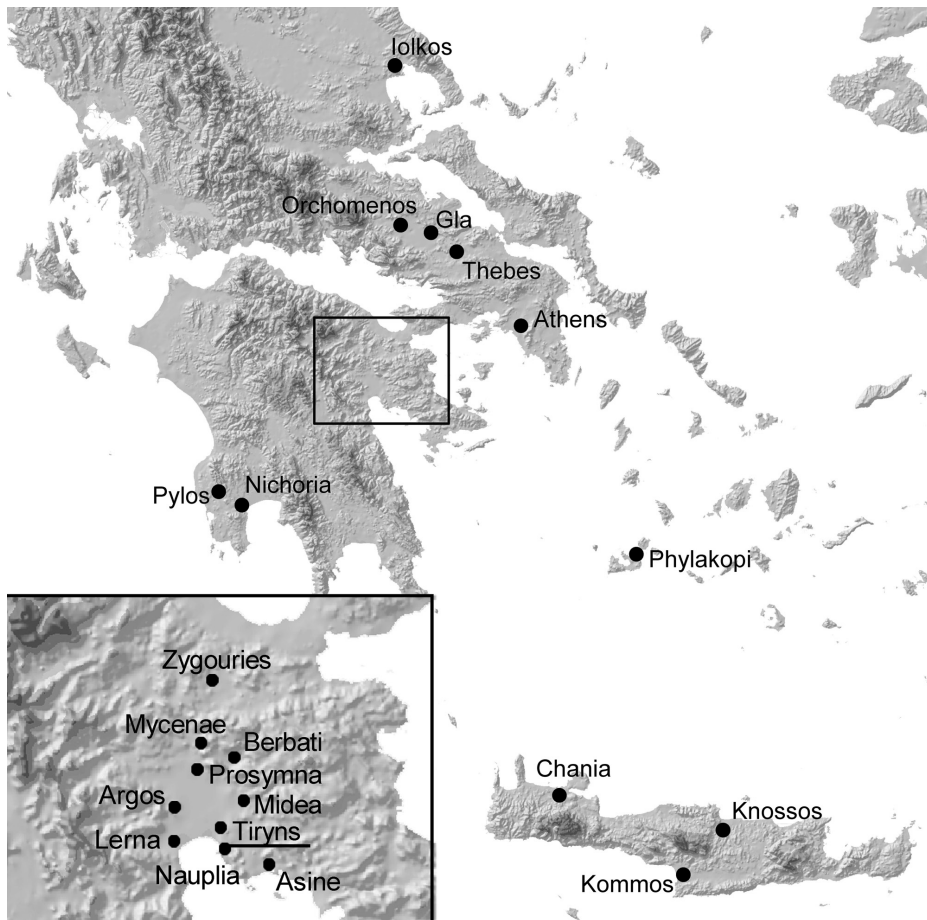 Iolkos
Orchomenos
Gla
Thebes
Athens
Pylos
Nichoria
Phylakopi
Zygouries
Mycenae
Berbati
Prosymna
Argos
Midea
Tiryns
Lerna
Nauplia
Asine
Chania
Knossos
Kommos